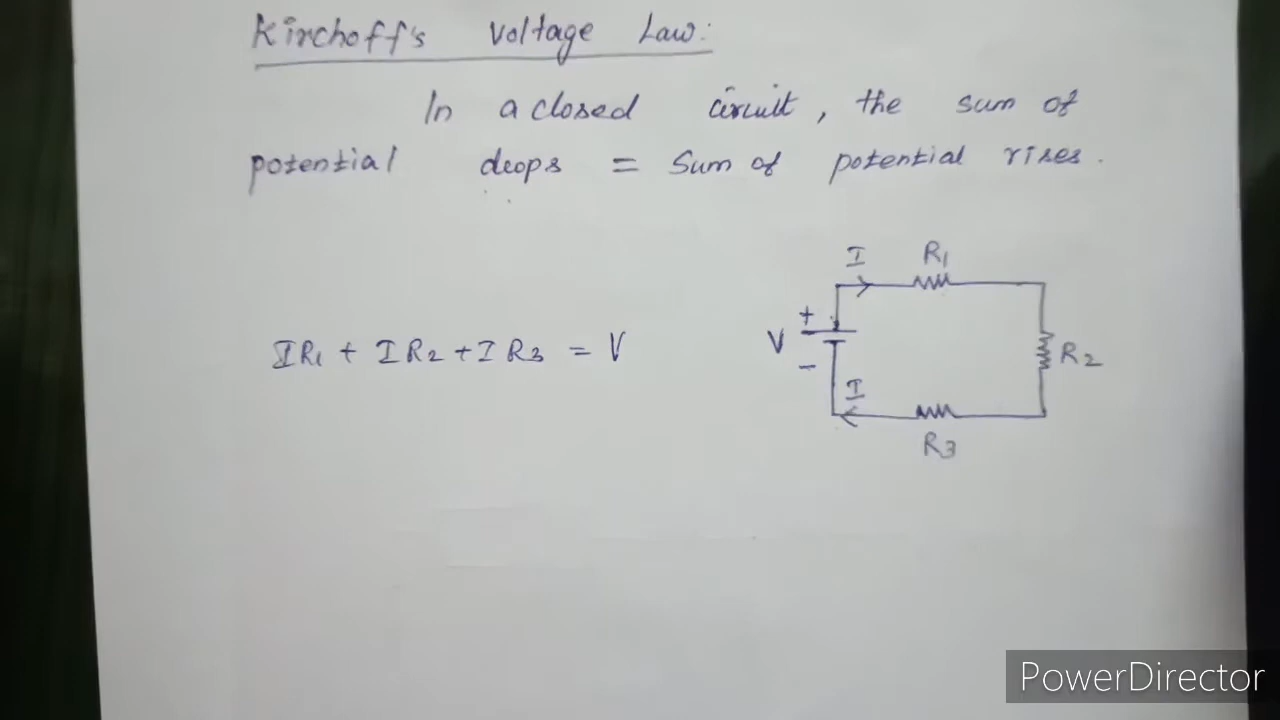 Kirchoff's Voltage Law:
In a closed circuit, the sum of
potential drops = Sum of potential rises.
I R1
IR1 + IR2 + IR3 = V
V + -
R2
I
R3
PowerDirector